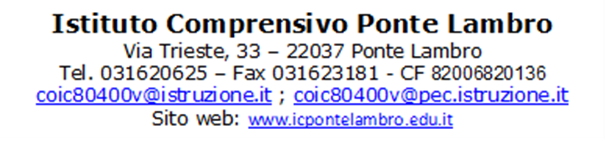 Istituto Comprensivo Ponte Lambro
Via Trieste, 33 – 22037 Ponte Lambro
Tel. 031620625 – Fax 031623181 - CF 82006820136
coic80400v@istruzione.it ; coic80400v@pec.istruzione.it
Sito web: www.icpontelambro.edu.it